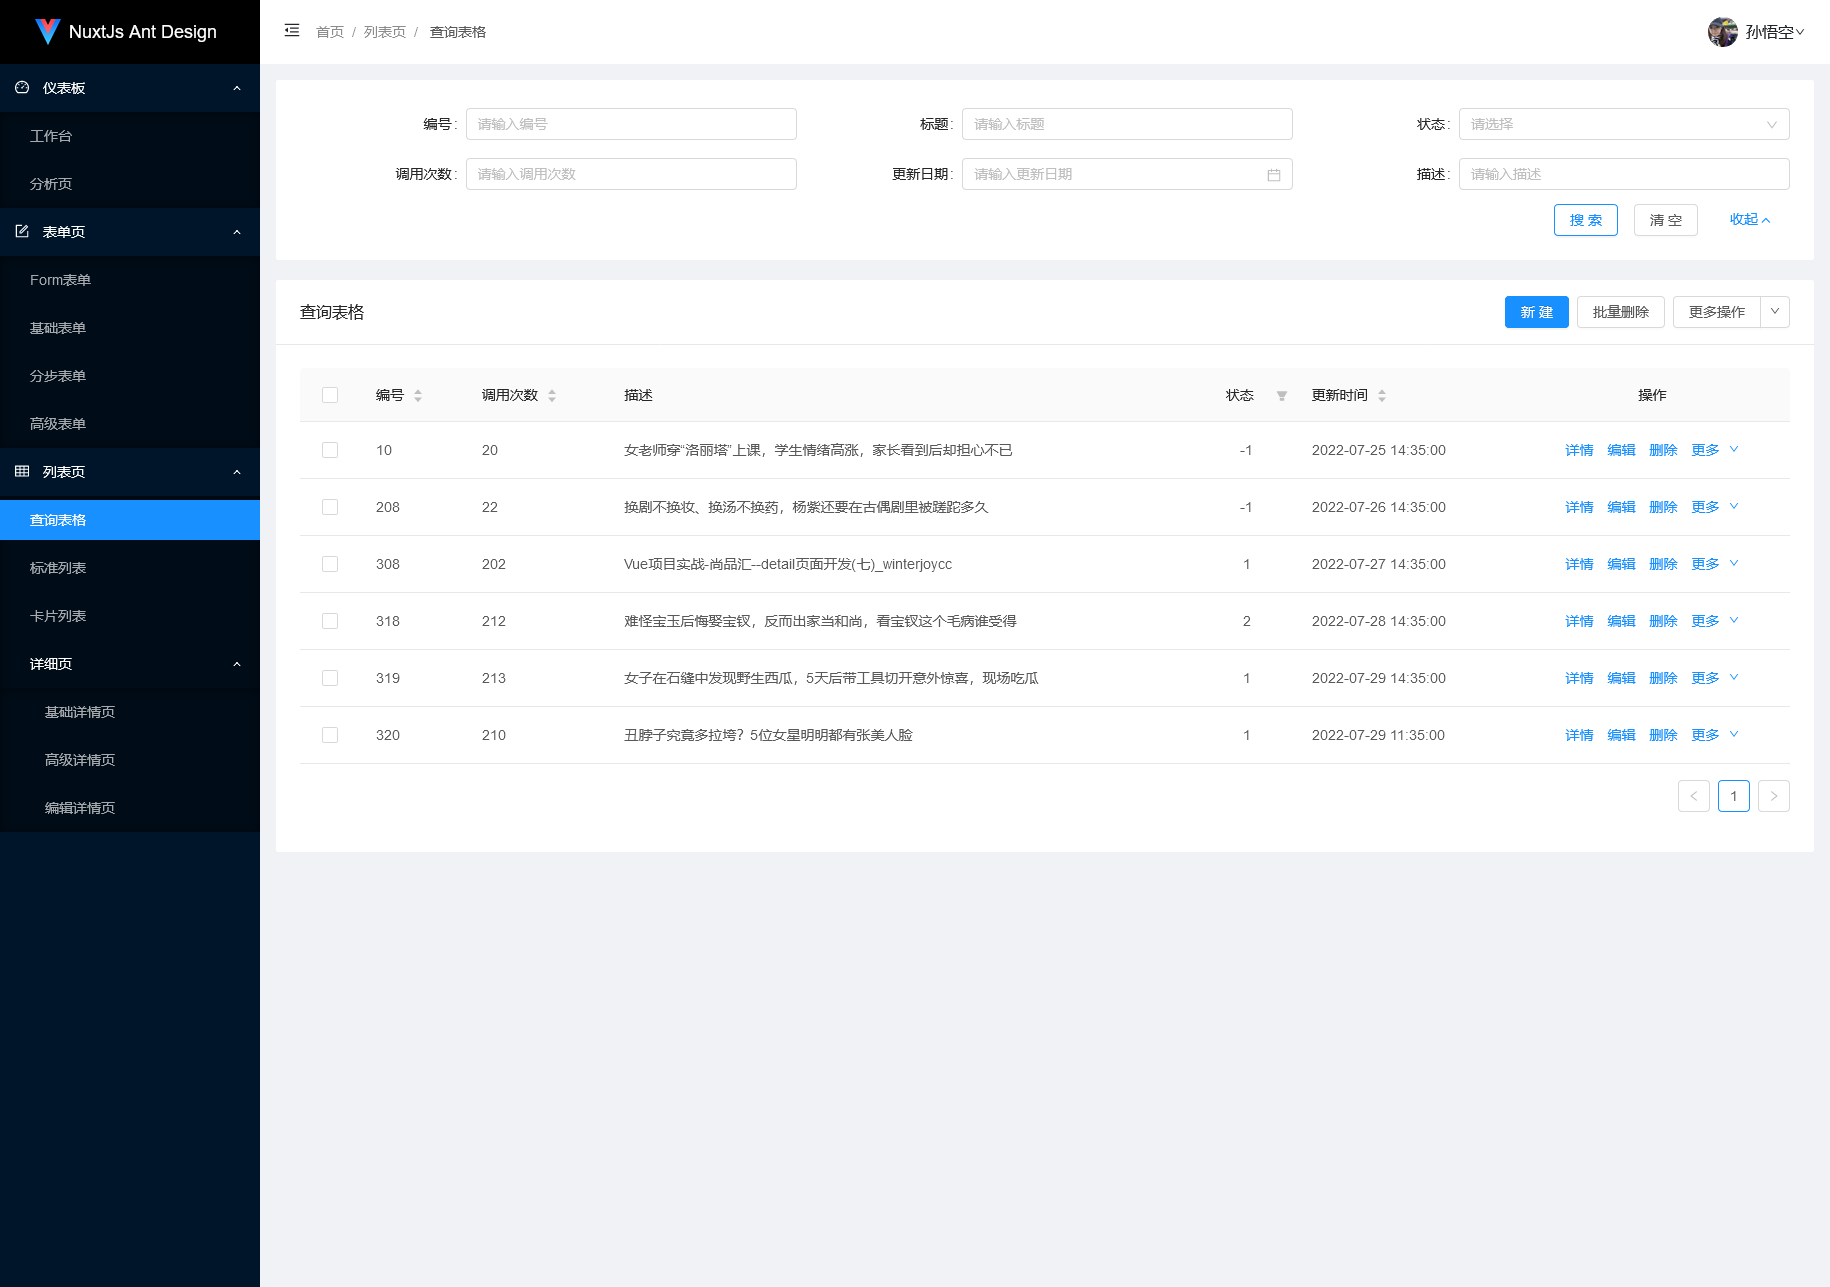 NuxtJs Ant Design
仪表板
工作台
分析页
表单页
Form表单
基础表单
分步表单
高级表单
列表页
查询表格
标准列表
卡片列表
详细页
基础详情页
高级详情页
编辑详情页
首页 / 列表页 / 查询表格
孙悟空
编号: 请输入编号 标题: 请输入标题 状态: 请选择
调用次数: 请输入调用次数 更新日期: 请输入更新日期 描述: 请输入描述
搜 索 清 空 收起
查询表格 新 建 批量删除 更多操作
编号 调用次数 描述 状态 更新时间 操作
10 20 女老师穿“洛丽塔”上课，学生情绪高涨，家长看到后却担心不已 -1 2022-07-25 14:35:00 详情 编辑 删除 更多
208 22 换剧不换妆、换汤不换药，杨紫还要在古偶剧里被蹉跎多久 -1 2022-07-26 14:35:00 详情 编辑 删除 更多
308 202 Vue项目实战-尚品汇--detail页面开发(七)_winterjoycc 1 2022-07-27 14:35:00 详情 编辑 删除 更多
318 212 难怪宝玉后悔娶宝钗，反而出家当和尚，看宝钗这个毛病谁受得 2 2022-07-28 14:35:00 详情 编辑 删除 更多
319 213 女子在石缝中发现野生西瓜，5天后带工具切开意外惊喜，现场吃瓜 1 2022-07-29 14:35:00 详情 编辑 删除 更多
320 210 丑脖子究竟多拉垮？5位女星明明都有张美人脸 1 2022-07-29 11:35:00 详情 编辑 删除 更多
< 1 >